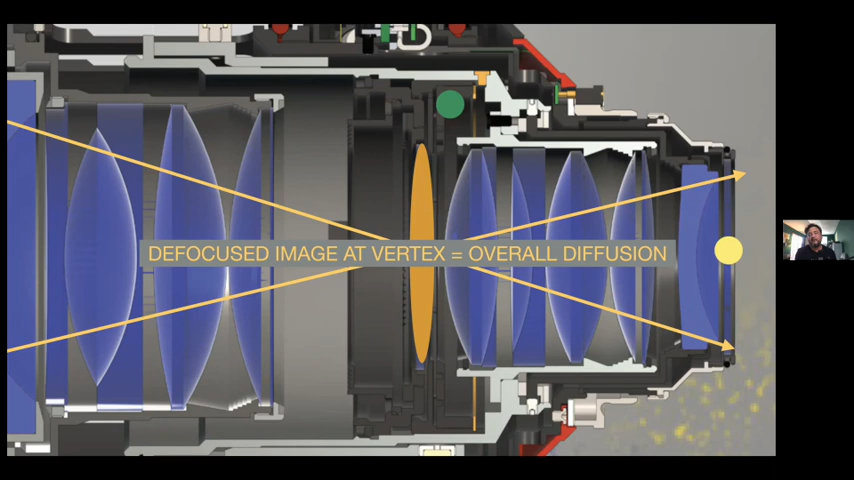 DEFOCUSED IMAGE AT VERTEX = OVERALL DIFFUSION